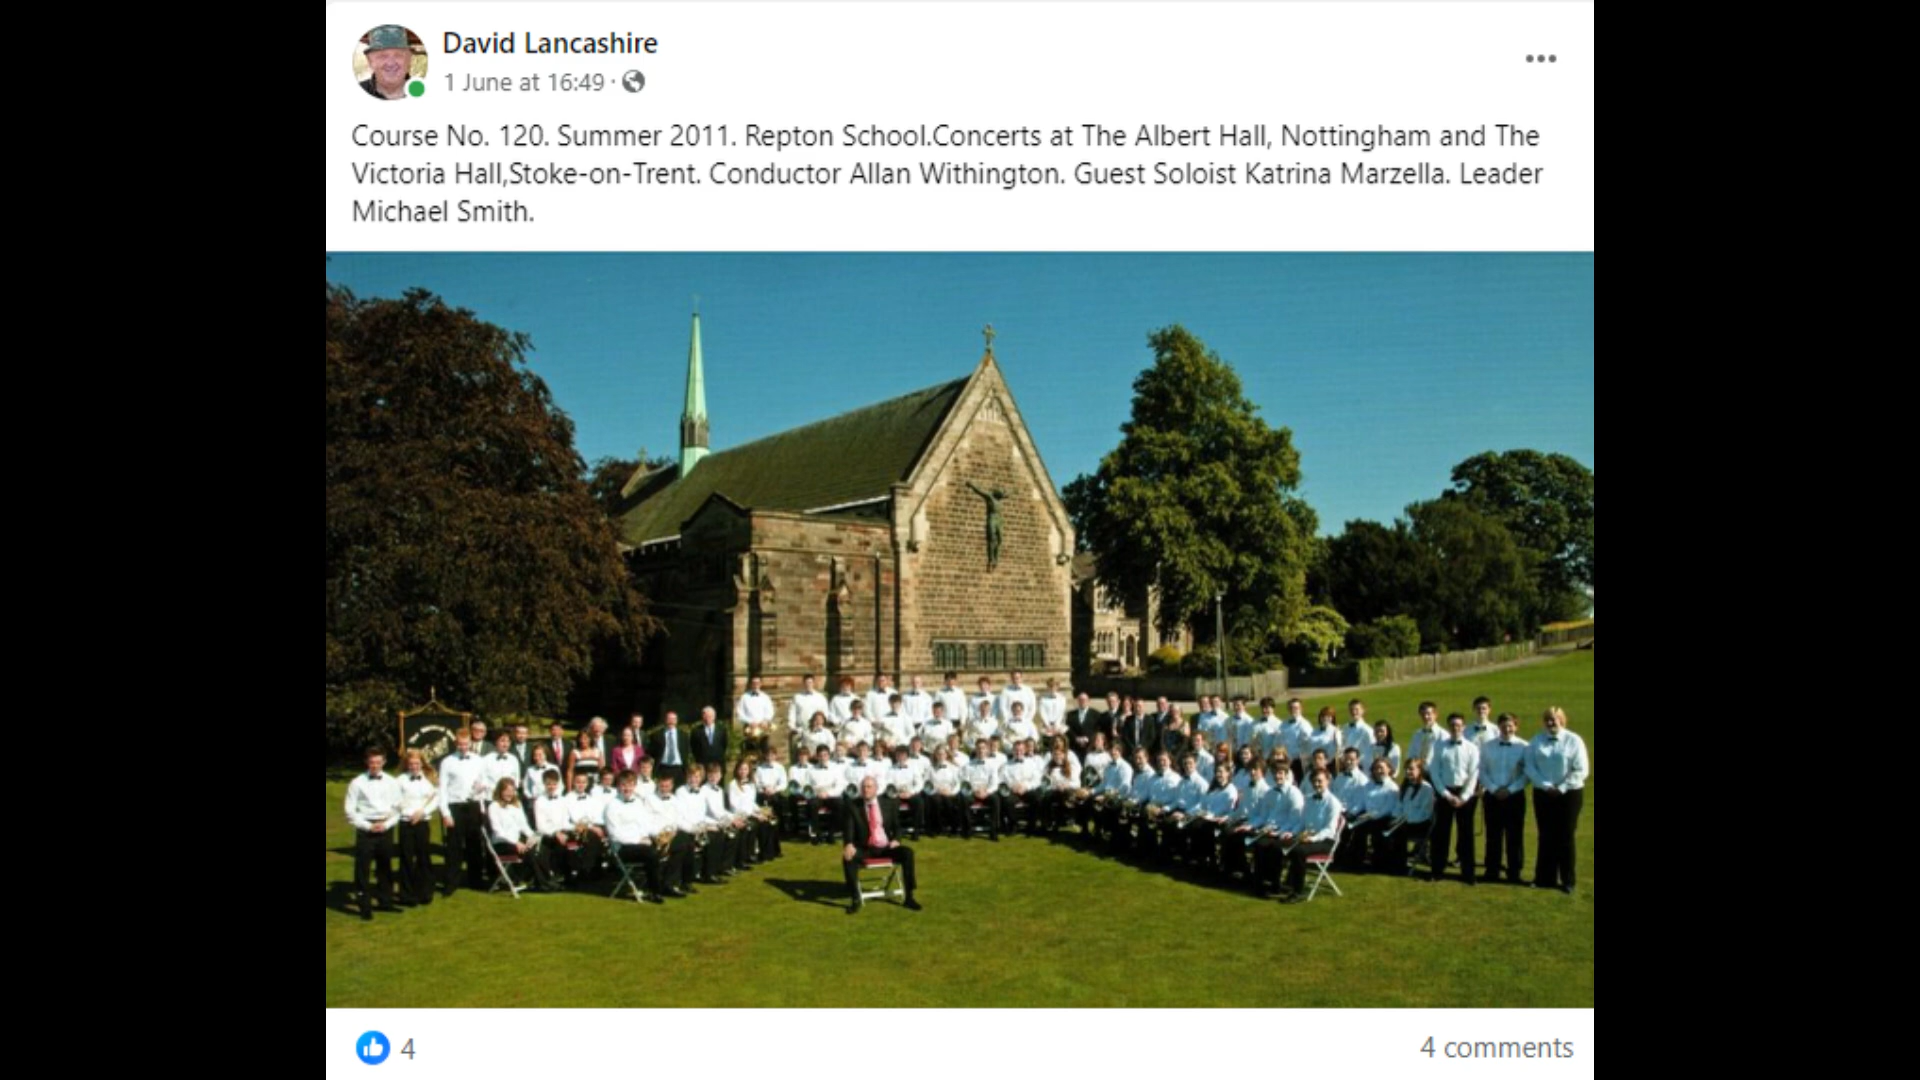 David Lancashire
1 June at 16:49 ·
Course No. 120. Summer 2011. Repton School.Concerts at The Albert Hall, Nottingham and The
Victoria Hall,Stoke-on-Trent. Conductor Allan Withington. Guest Soloist Katrina Marzella. Leader
Michael Smith.
4
4 comments